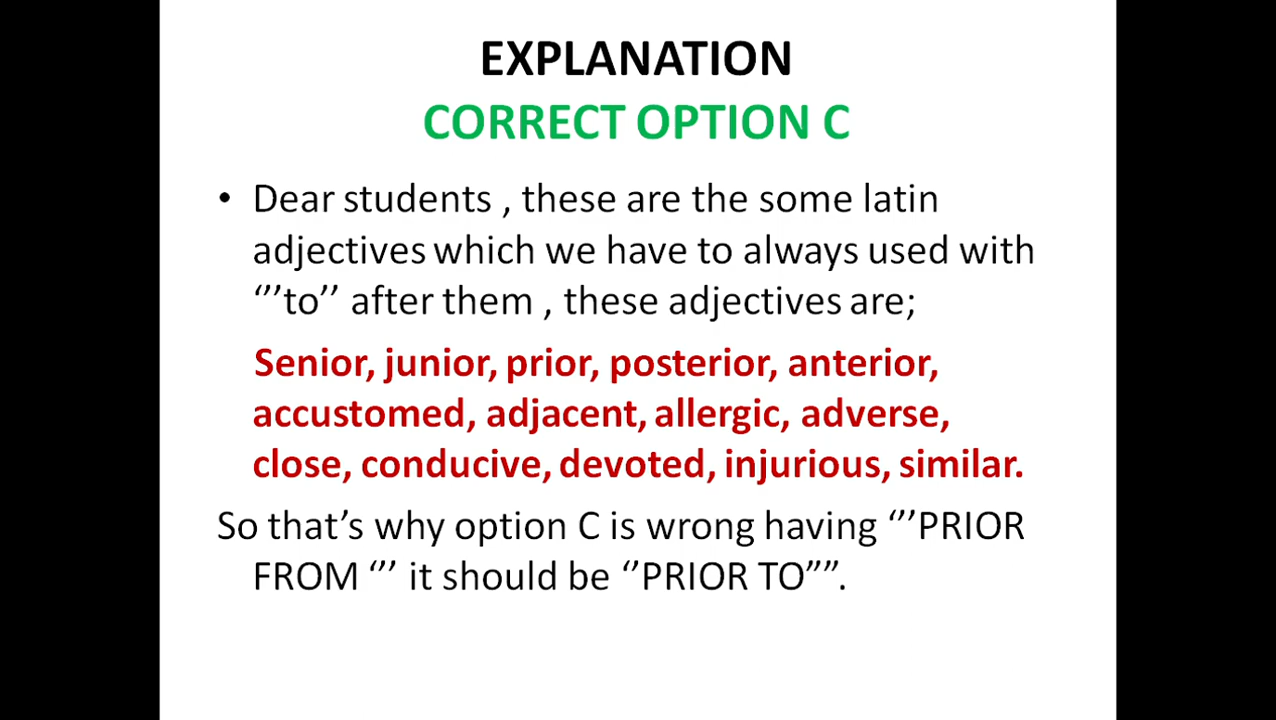 EXPLANATION
CORRECT OPTION C
• Dear students , these are the some latin
adjectives which we have to always used with
“’’to’’ after them , these adjectives are;
Senior, junior, prior, posterior, anterior,
accustomed, adjacent, allergic, adverse,
close, conducive, devoted, injurious, similar.
So that’s why option C is wrong having “’’PRIOR
FROM “’’ it should be “PRIOR TO”’’.